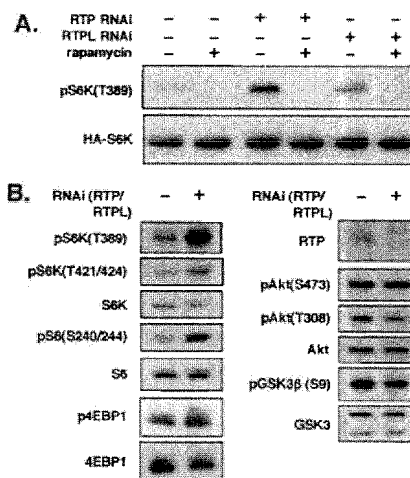 A.
RTP RNAi – – + + – –
RTPL RNAi – – – – + +
rapamycin – + – + – +
pS6K(T389)
HA-S6K
B.
RNAi (RTP/RTPL) – +
pS6K(T389)
pS6K(T421/424)
S6K
pS6(S240/244)
S6
p4EBP1
4EBP1
RNAi (RTP/RTPL) – +
RTP
pAkt(S473)
pAkt(T308)
Akt
pGSK3β (S9)
GSK3